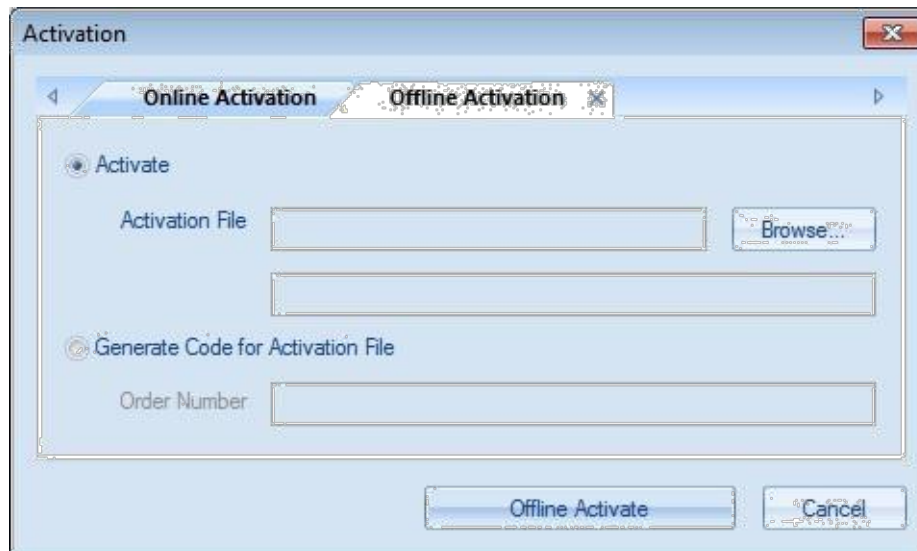 Activation
Online Activation Offline Activation
Activate
Activation File Browse...
Generate Code for Activation File
Order Number
Offline Activate Cancel